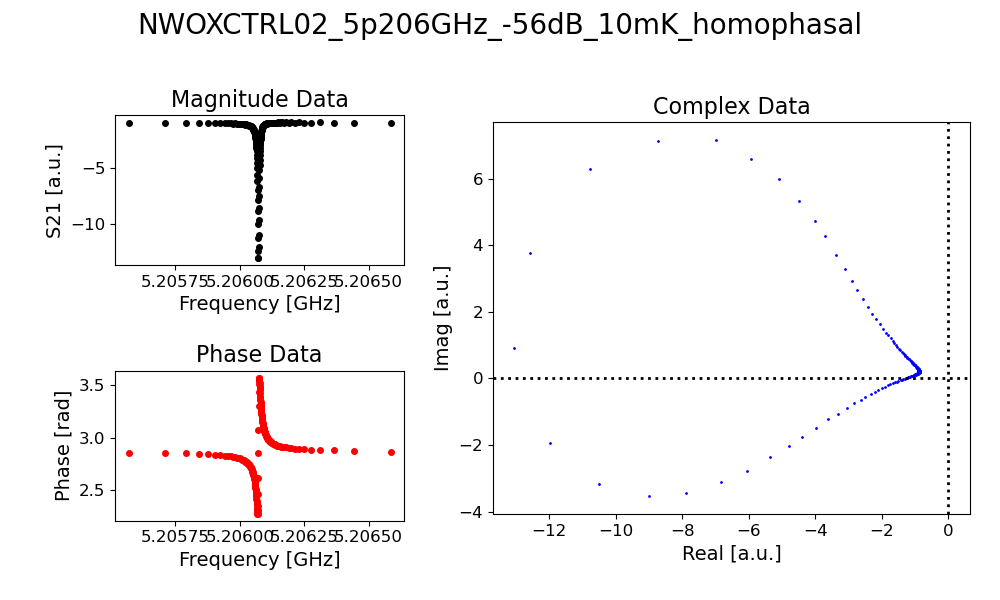 NWOXCTRL02_5p206GHz_-56dB_10mK_homophasal
Magnitude Data
S21 [a.u.]
−5
−10
5.20575 5.20600 5.20625 5.20650
Frequency [GHz]
Phase Data
Phase [rad]
3.5
3.0
2.5
5.20575 5.20600 5.20625 5.20650
Frequency [GHz]
Complex Data
Imag [a.u.]
6
4
2
0
−2
−4
−12 −10 −8 −6 −4 −2 0
Real [a.u.]